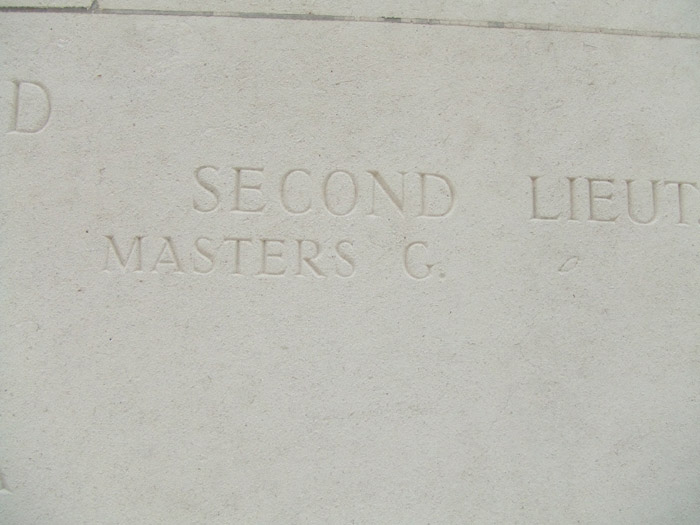 D
SECOND LIEUT
MASTERS G.